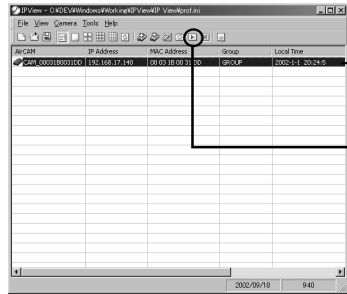 IPView - C:¥DEV¥Windows¥Working¥IPView¥IP View¥prof.ini
File View Camera Tools Help
AirCAM IP Address MAC Address Group Local Time
CAM_00031B0031DD 192.168.17.140 00 03 1B 00 31 DD GROUP 2002-1-1 20:24:5
2002/09/18 9:40